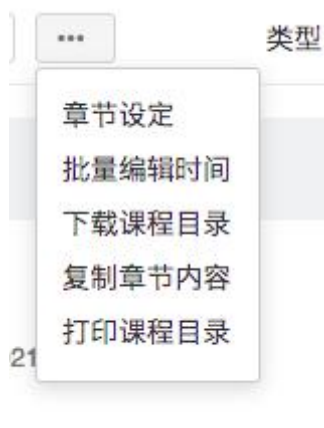 类型
章节设定
批量编辑时间
下载课程目录
复制章节内容
打印课程目录
21